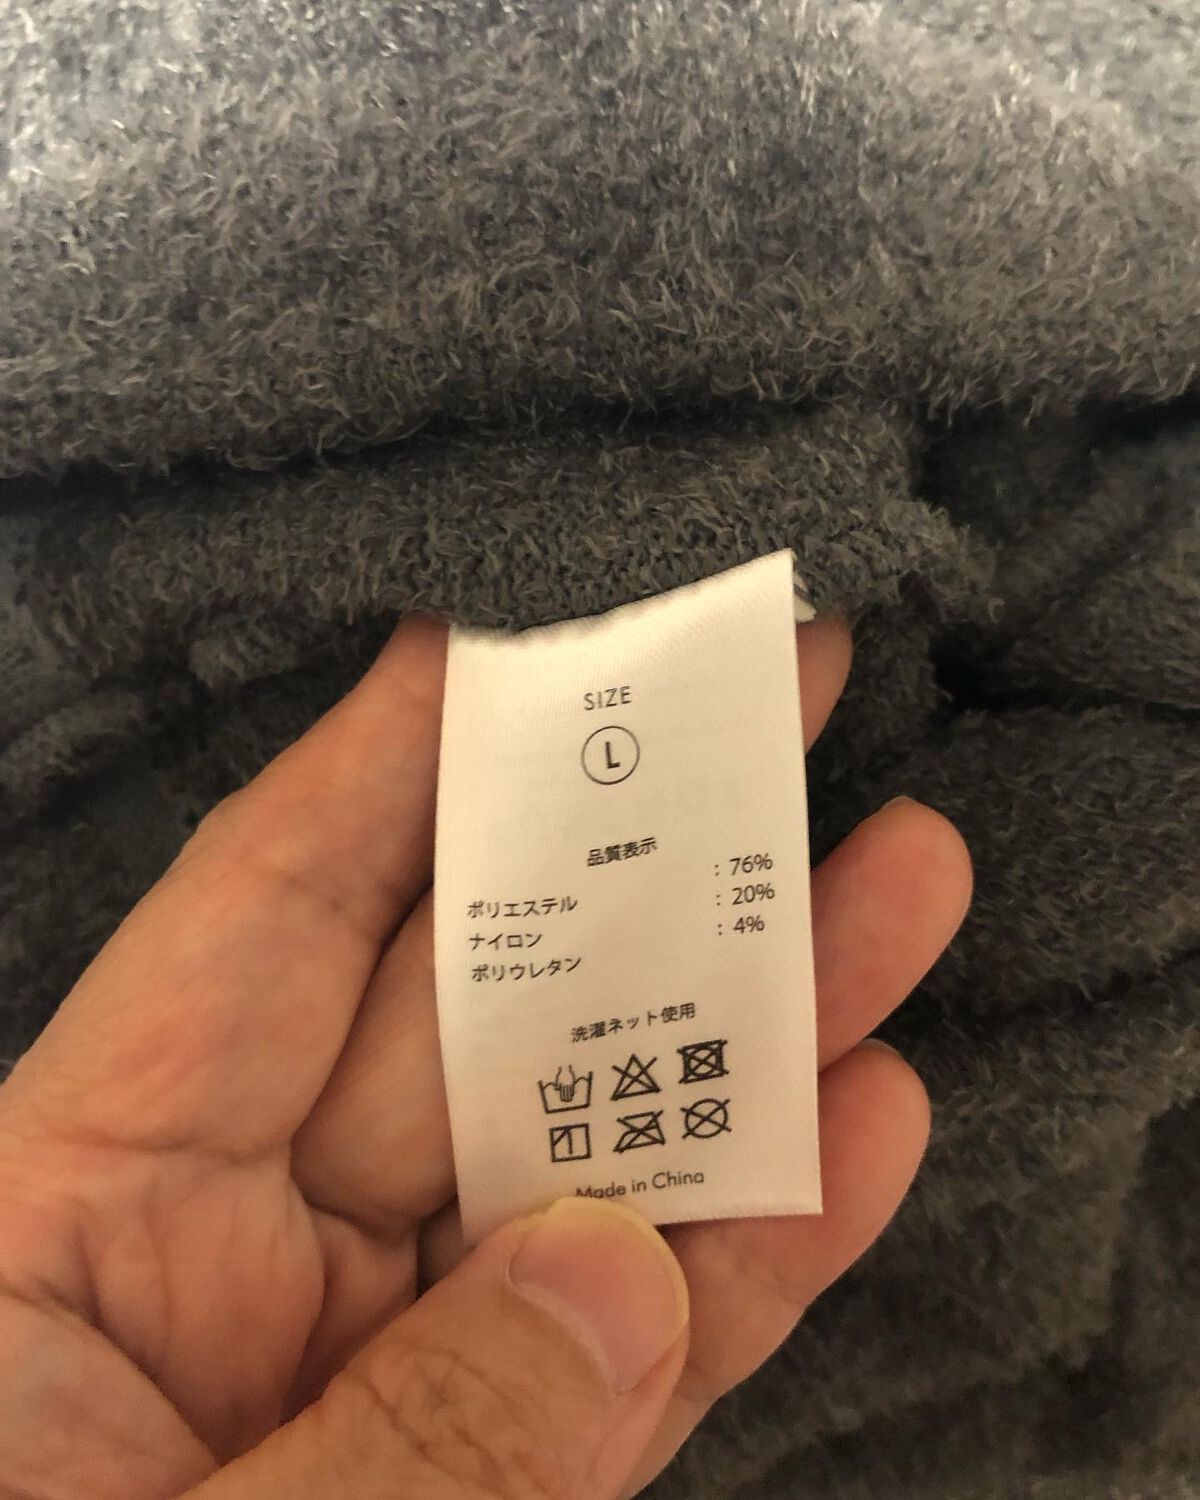 SIZE
L
品質表示
ポリエステル : 76%
ナイロン : 20%
ポリウレタン : 4%
洗濯ネット使用
Made in China